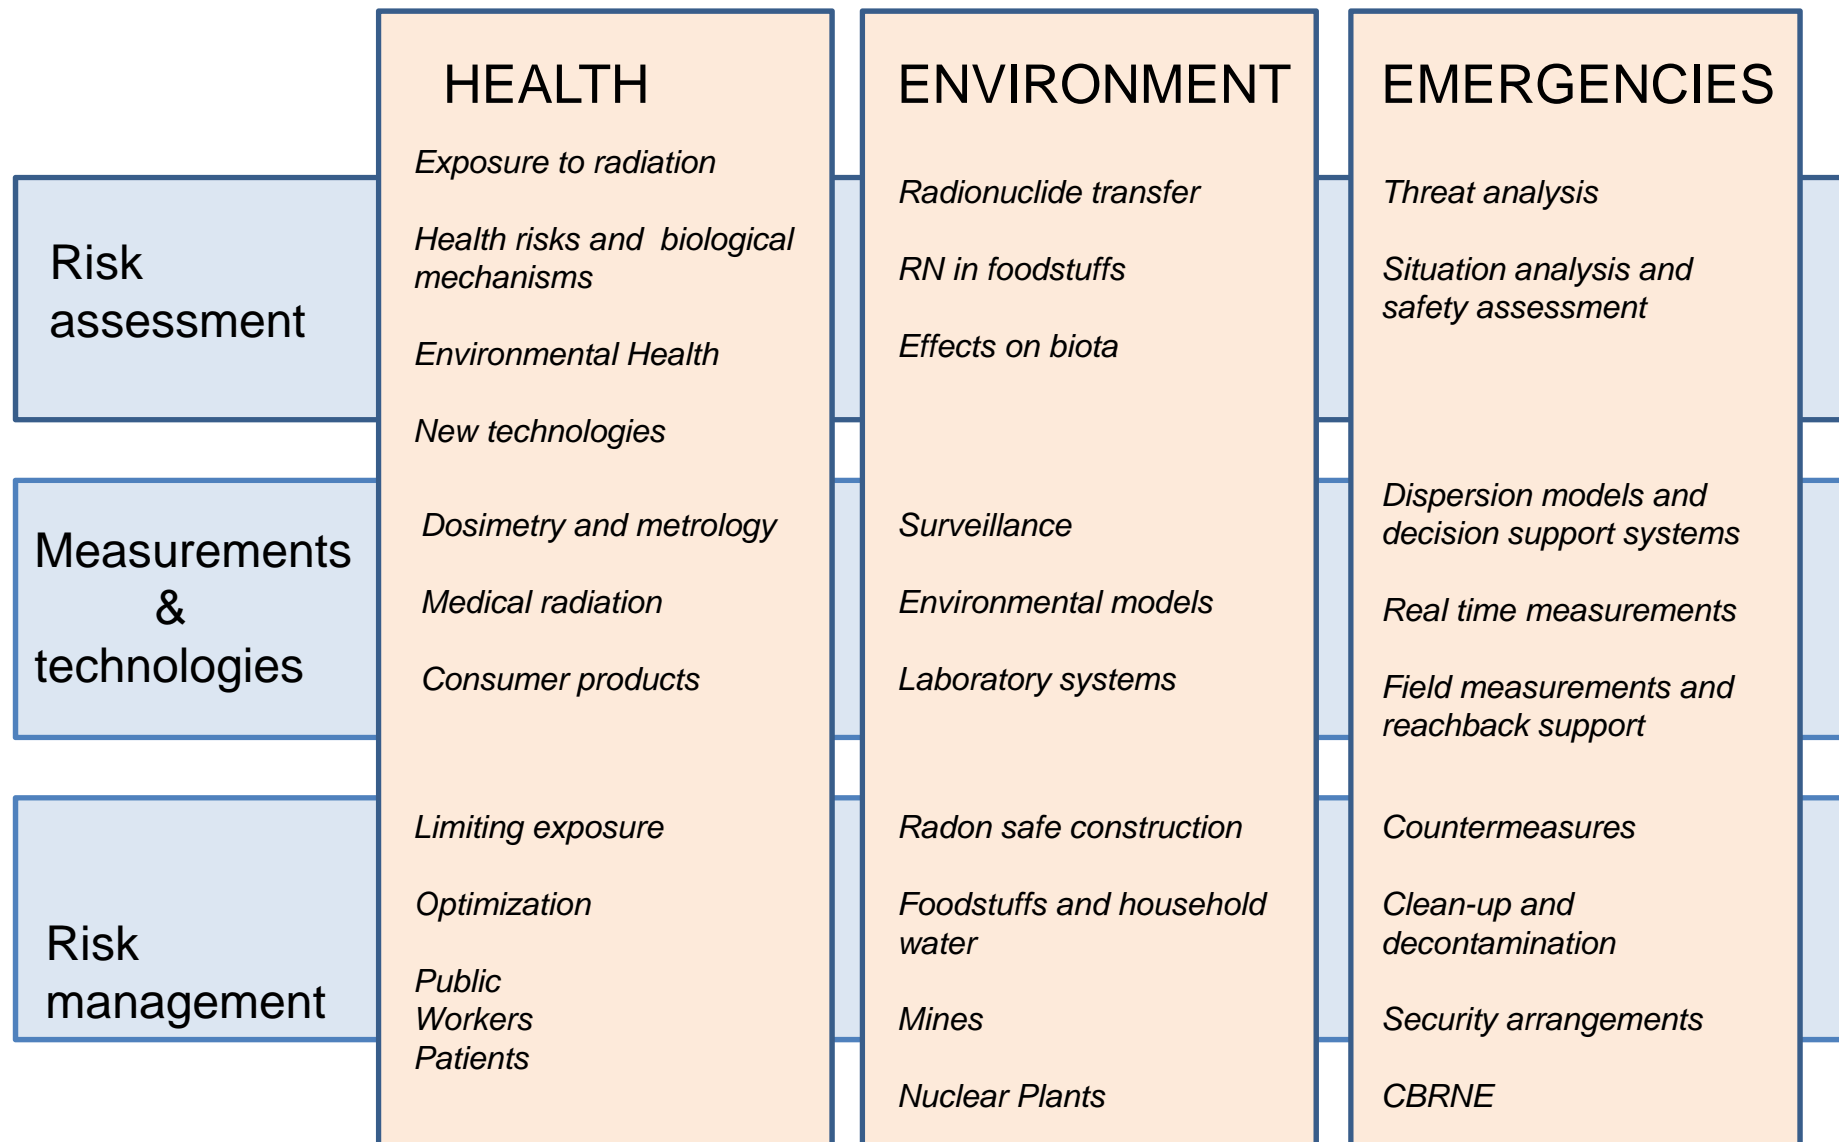 HEALTH
ENVIRONMENT
EMERGENCIES
Risk
assessment
Exposure to radiation
Health risks and  biological
mechanisms
Environmental Health
New technologies
Radionuclide transfer
RN in foodstuffs
Effects on biota
Threat analysis
Situation analysis and
safety assessment
Measurements
&
technologies
Dosimetry and metrology
Medical radiation
Consumer products
Surveillance
Environmental models
Laboratory systems
Dispersion models and
decision support systems
Real time measurements
Field measurements and
reachback support
Risk
management
Limiting exposure
Optimization
Public
Workers
Patients
Radon safe construction
Foodstuffs and household
water
Mines
Nuclear Plants
Countermeasures
Clean-up and
decontamination
Security arrangements
CBRNE